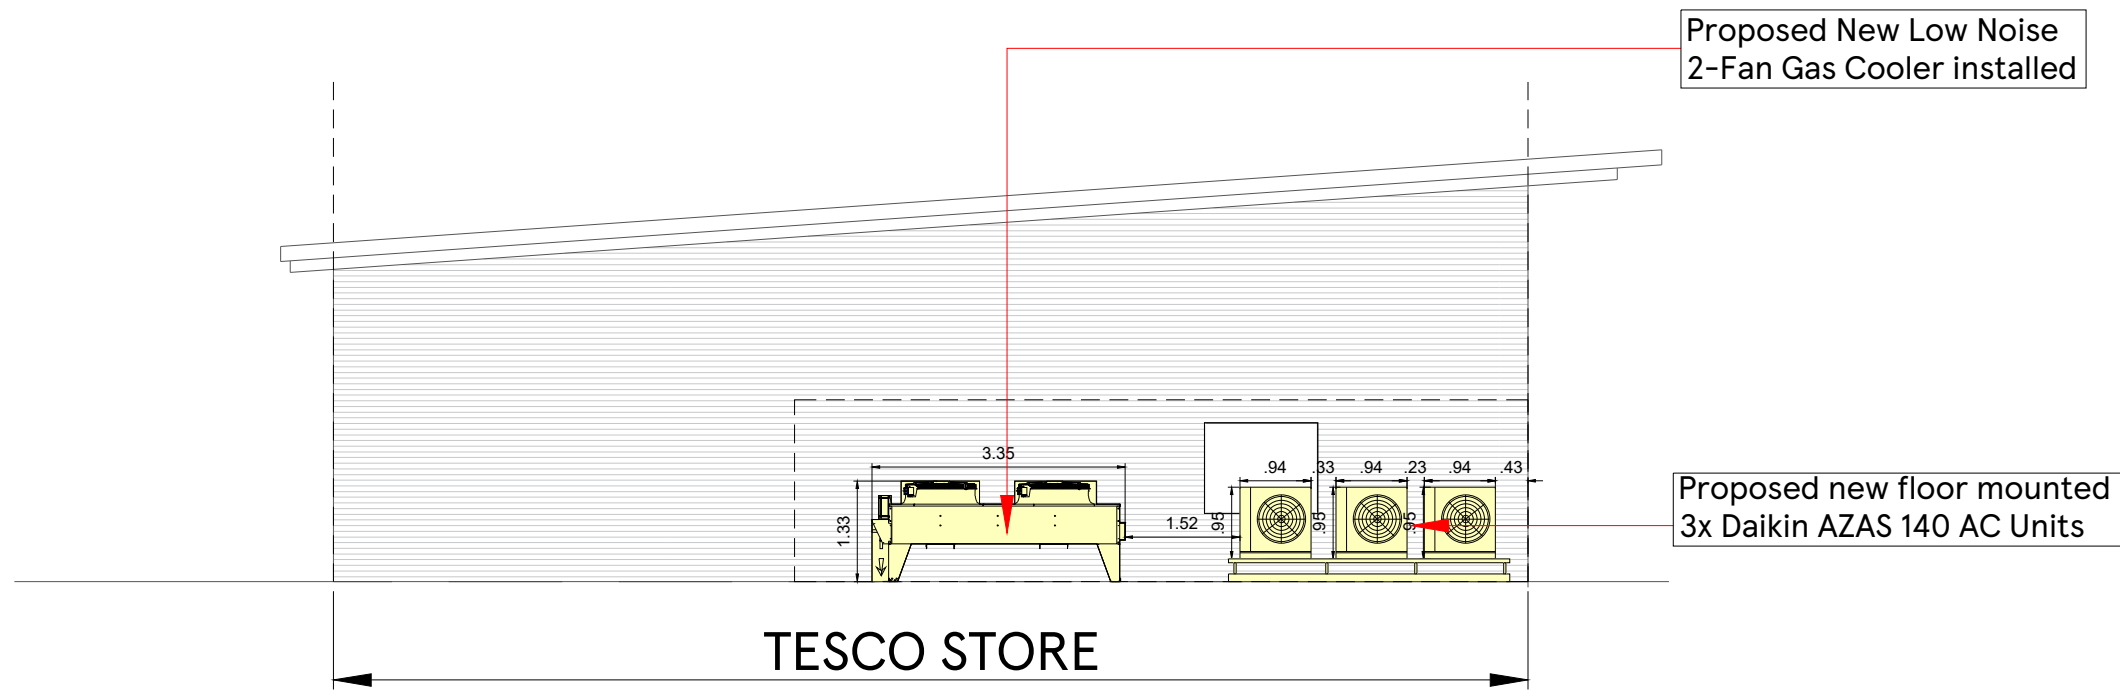 Proposed New Low Noise
2-Fan Gas Cooler installed
3.35
.94
.33
.94
.23
.94
.43
Proposed new floor mounted
3x Daikin AZAS 140 AC Units
1.33
1.52
.95
.95
.95
TESCO STORE